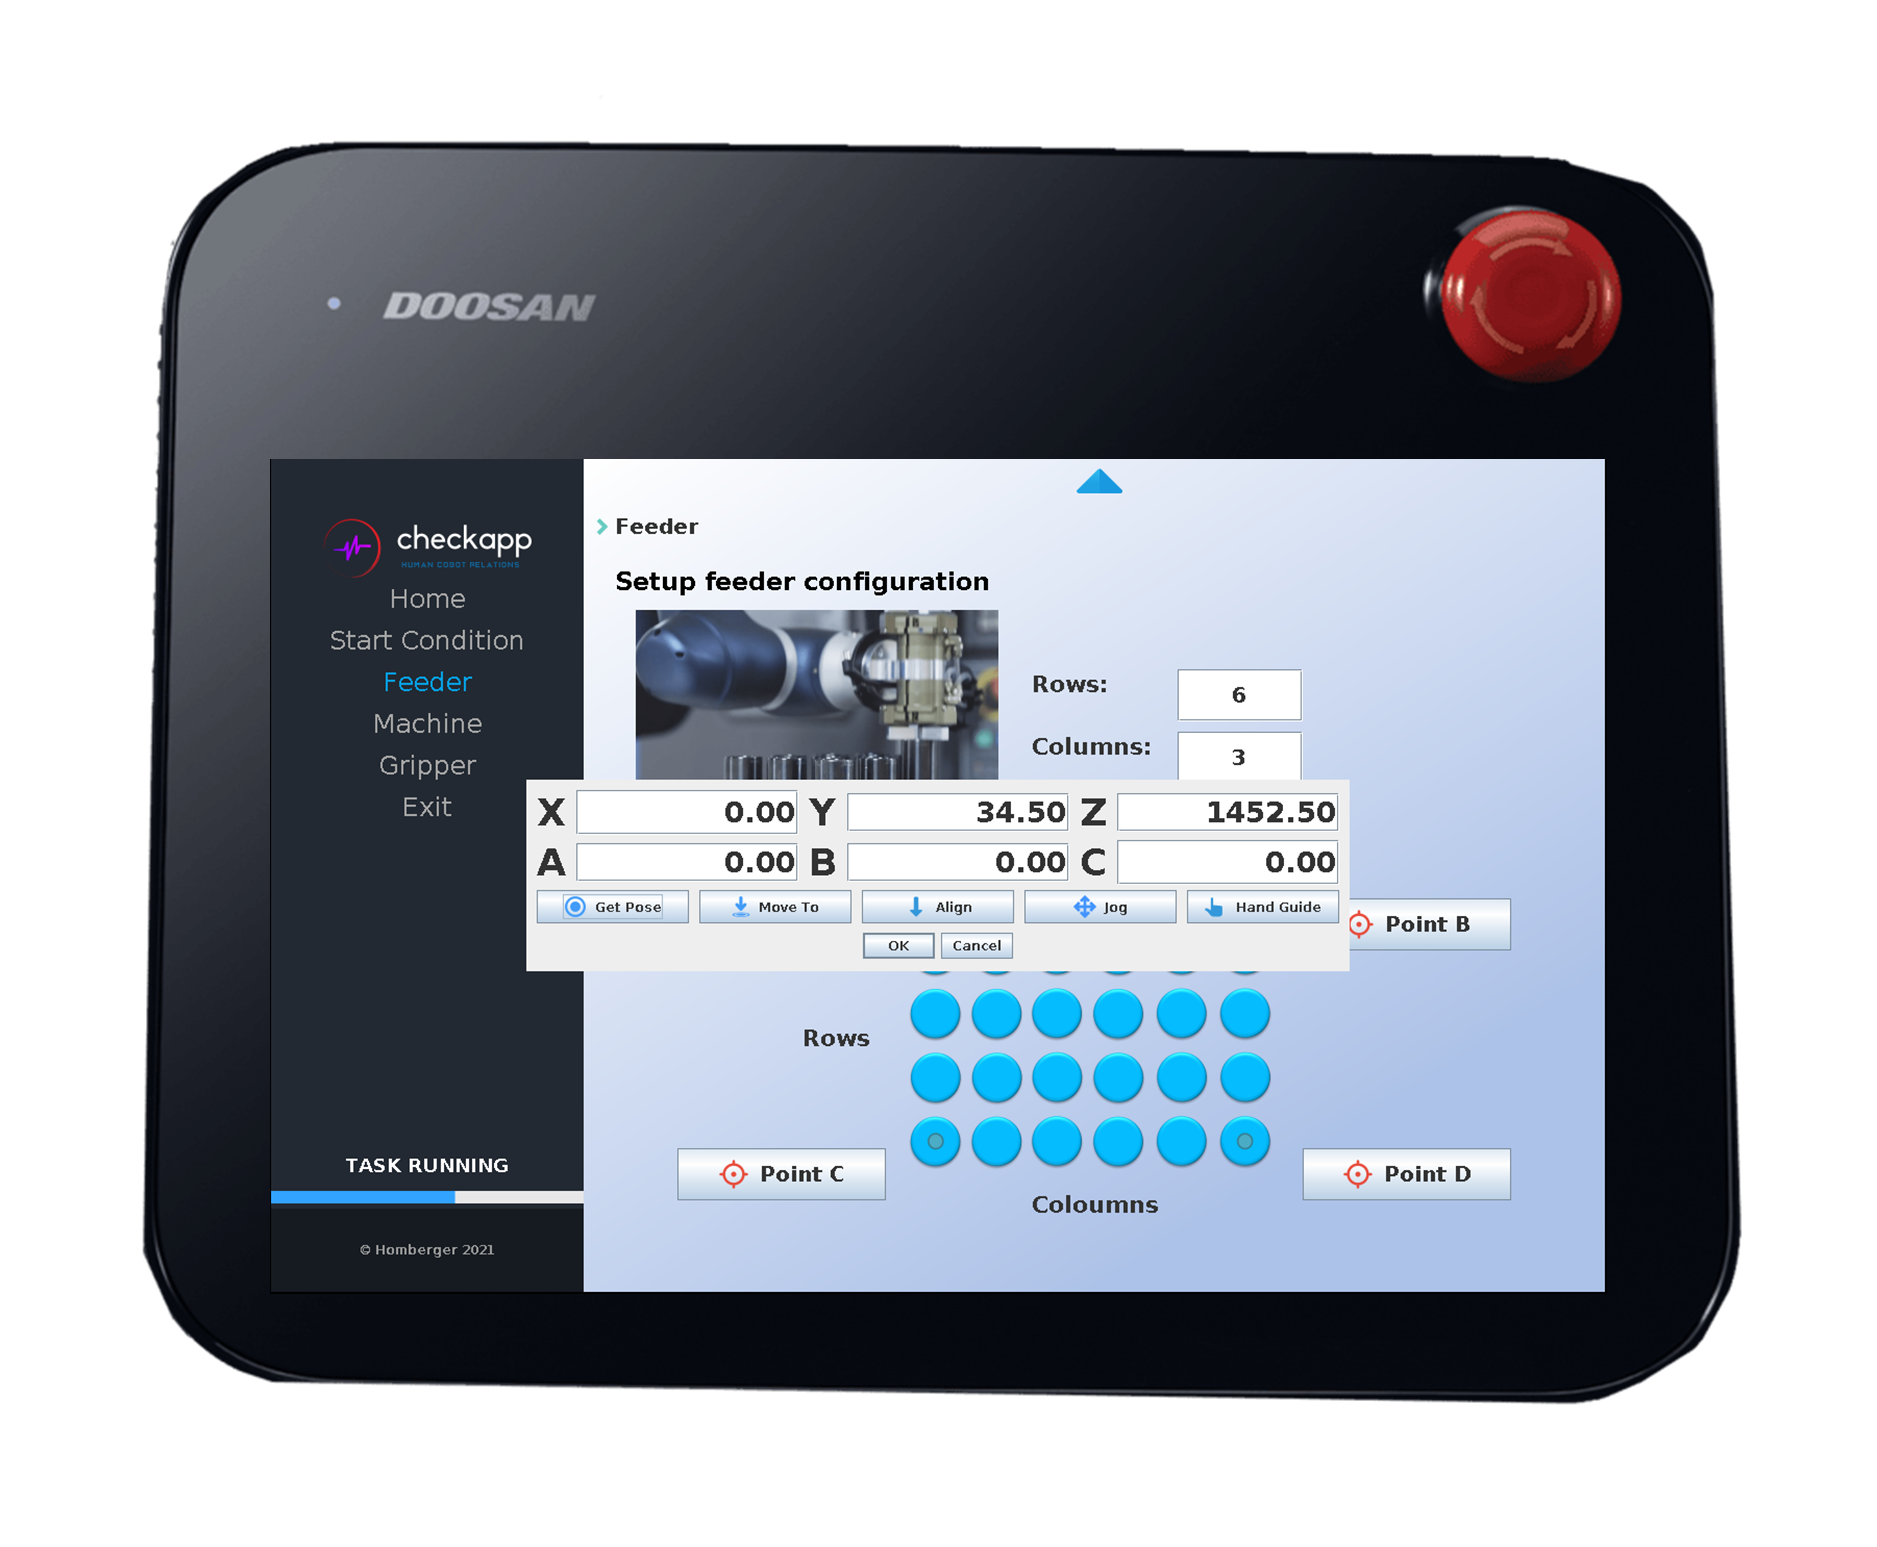 DOOSAN
checkapp
HUMAN COBOT RELATIONS
Home
Start Condition
Feeder
Machine
Gripper
Exit
TASK RUNNING
© Homberger 2021
Feeder
Setup feeder configuration
Rows: 6
Columns: 3
X 0.00 Y 34.50 Z 1452.50
A 0.00 B 0.00 C 0.00
Get Pose Move To Align Jog Hand Guide
OK Cancel
Point B
Rows
Point C
Point D
Coloumns